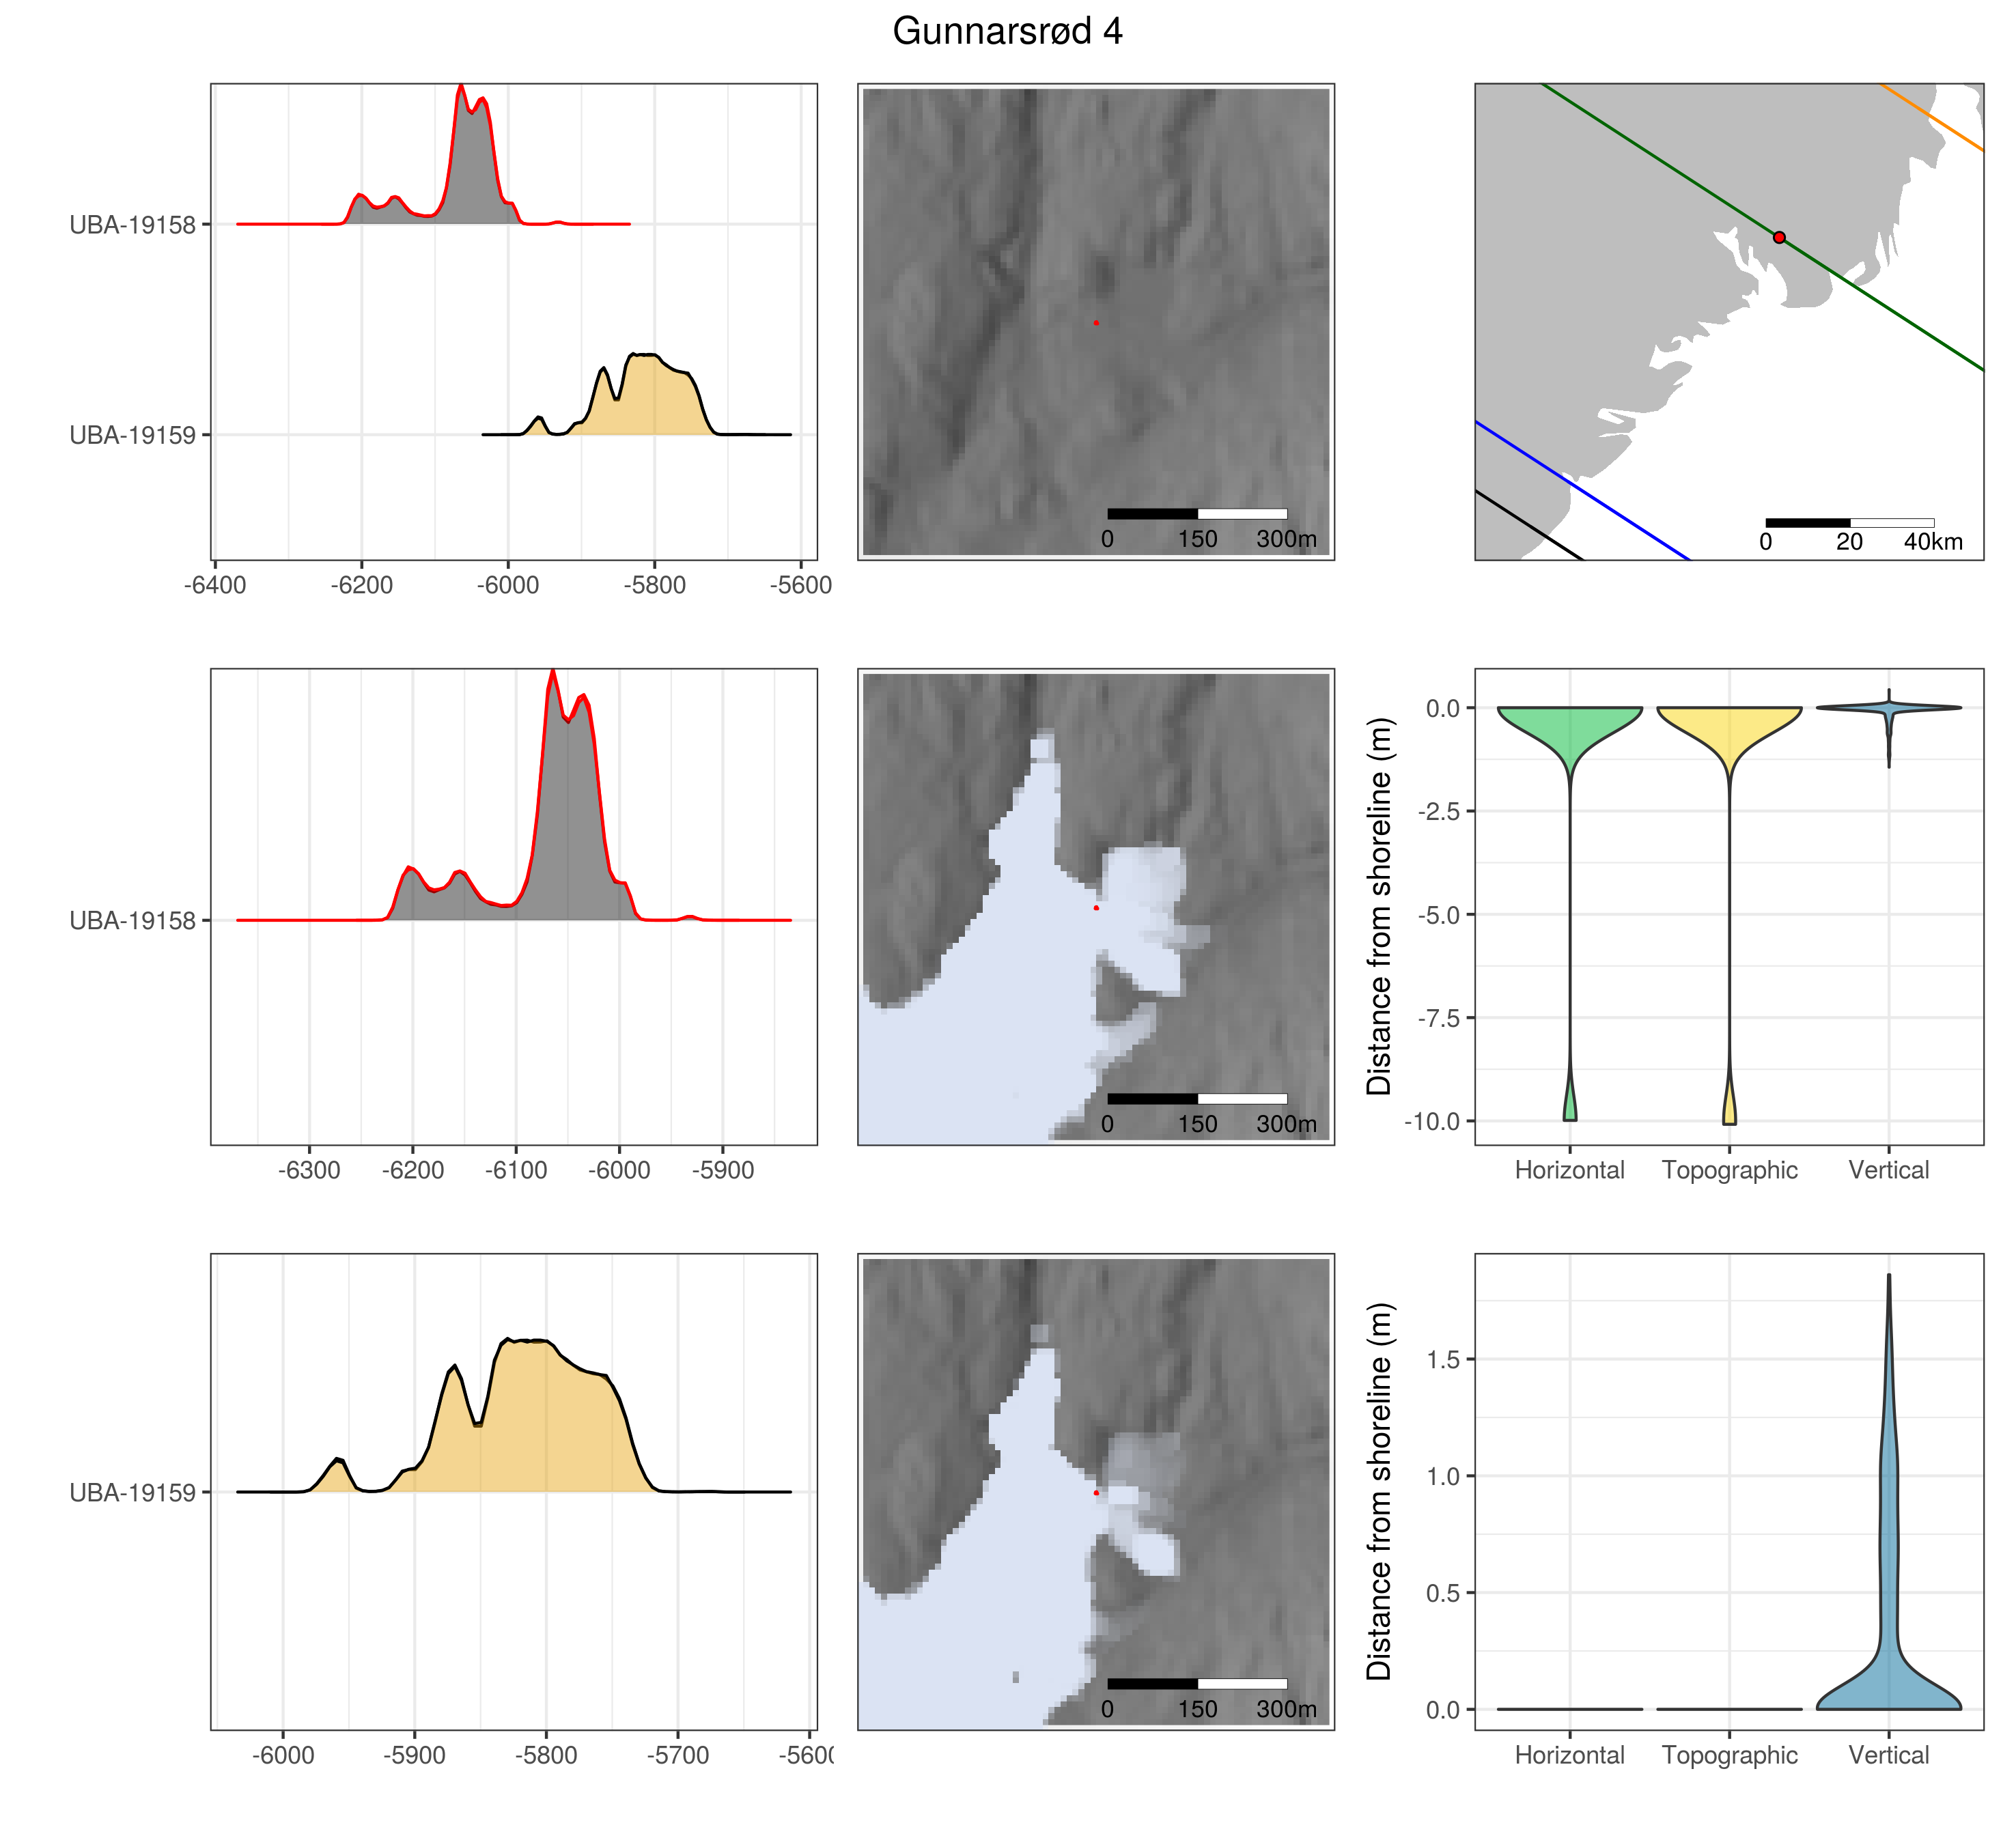 Gunnarsrød 4
UBA-19158
UBA-19159
-6400 -6200 -6000 -5800 -5600
0 150 300m
0 20 40km
UBA-19158
-6300 -6200 -6100 -6000 -5900
0 150 300m
Distance from shoreline (m)
0.0
-2.5
-5.0
-7.5
-10.0
Horizontal Topographic Vertical
UBA-19159
-6000 -5900 -5800 -5700 -560
0 150 300m
Distance from shoreline (m)
1.5
1.0
0.5
0.0
Horizontal Topographic Vertical